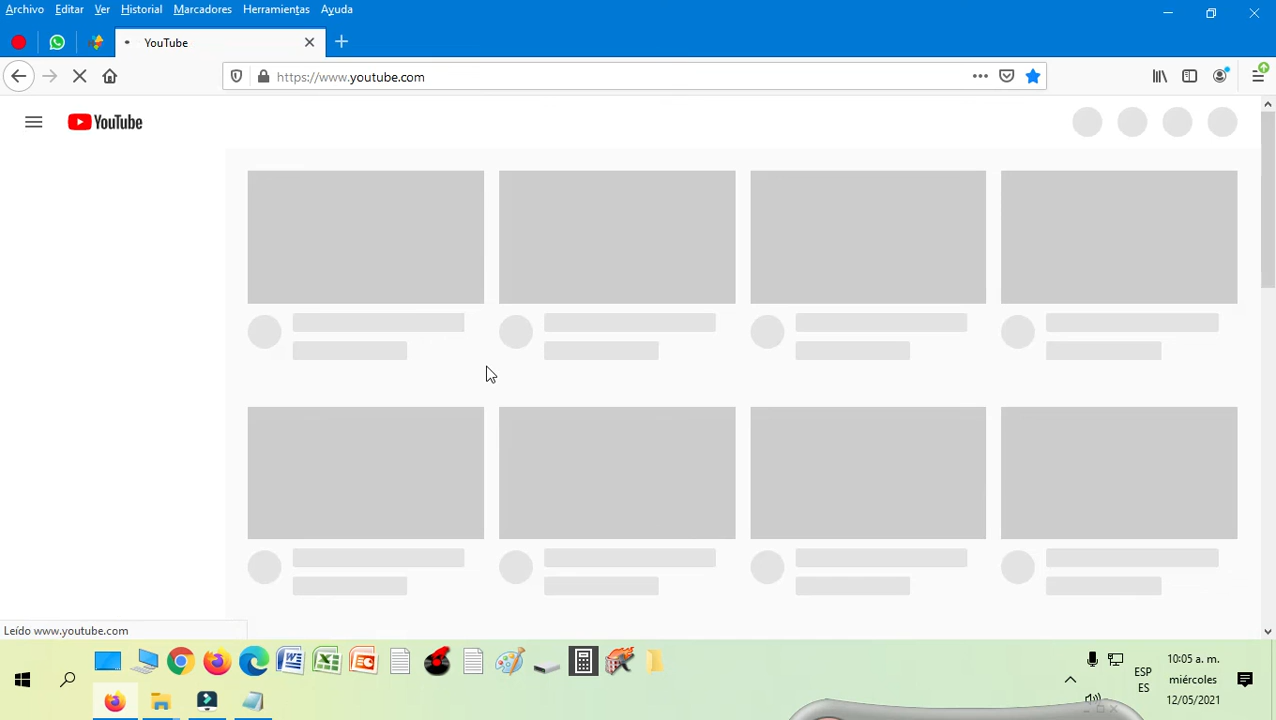 Archivo Editar Ver Historial Marcadores Herramientas Ayuda
YouTube
https://www.youtube.com
YouTube
Leído www.youtube.com
10:05 a. m.
ESP
miércoles
ES
12/05/2021